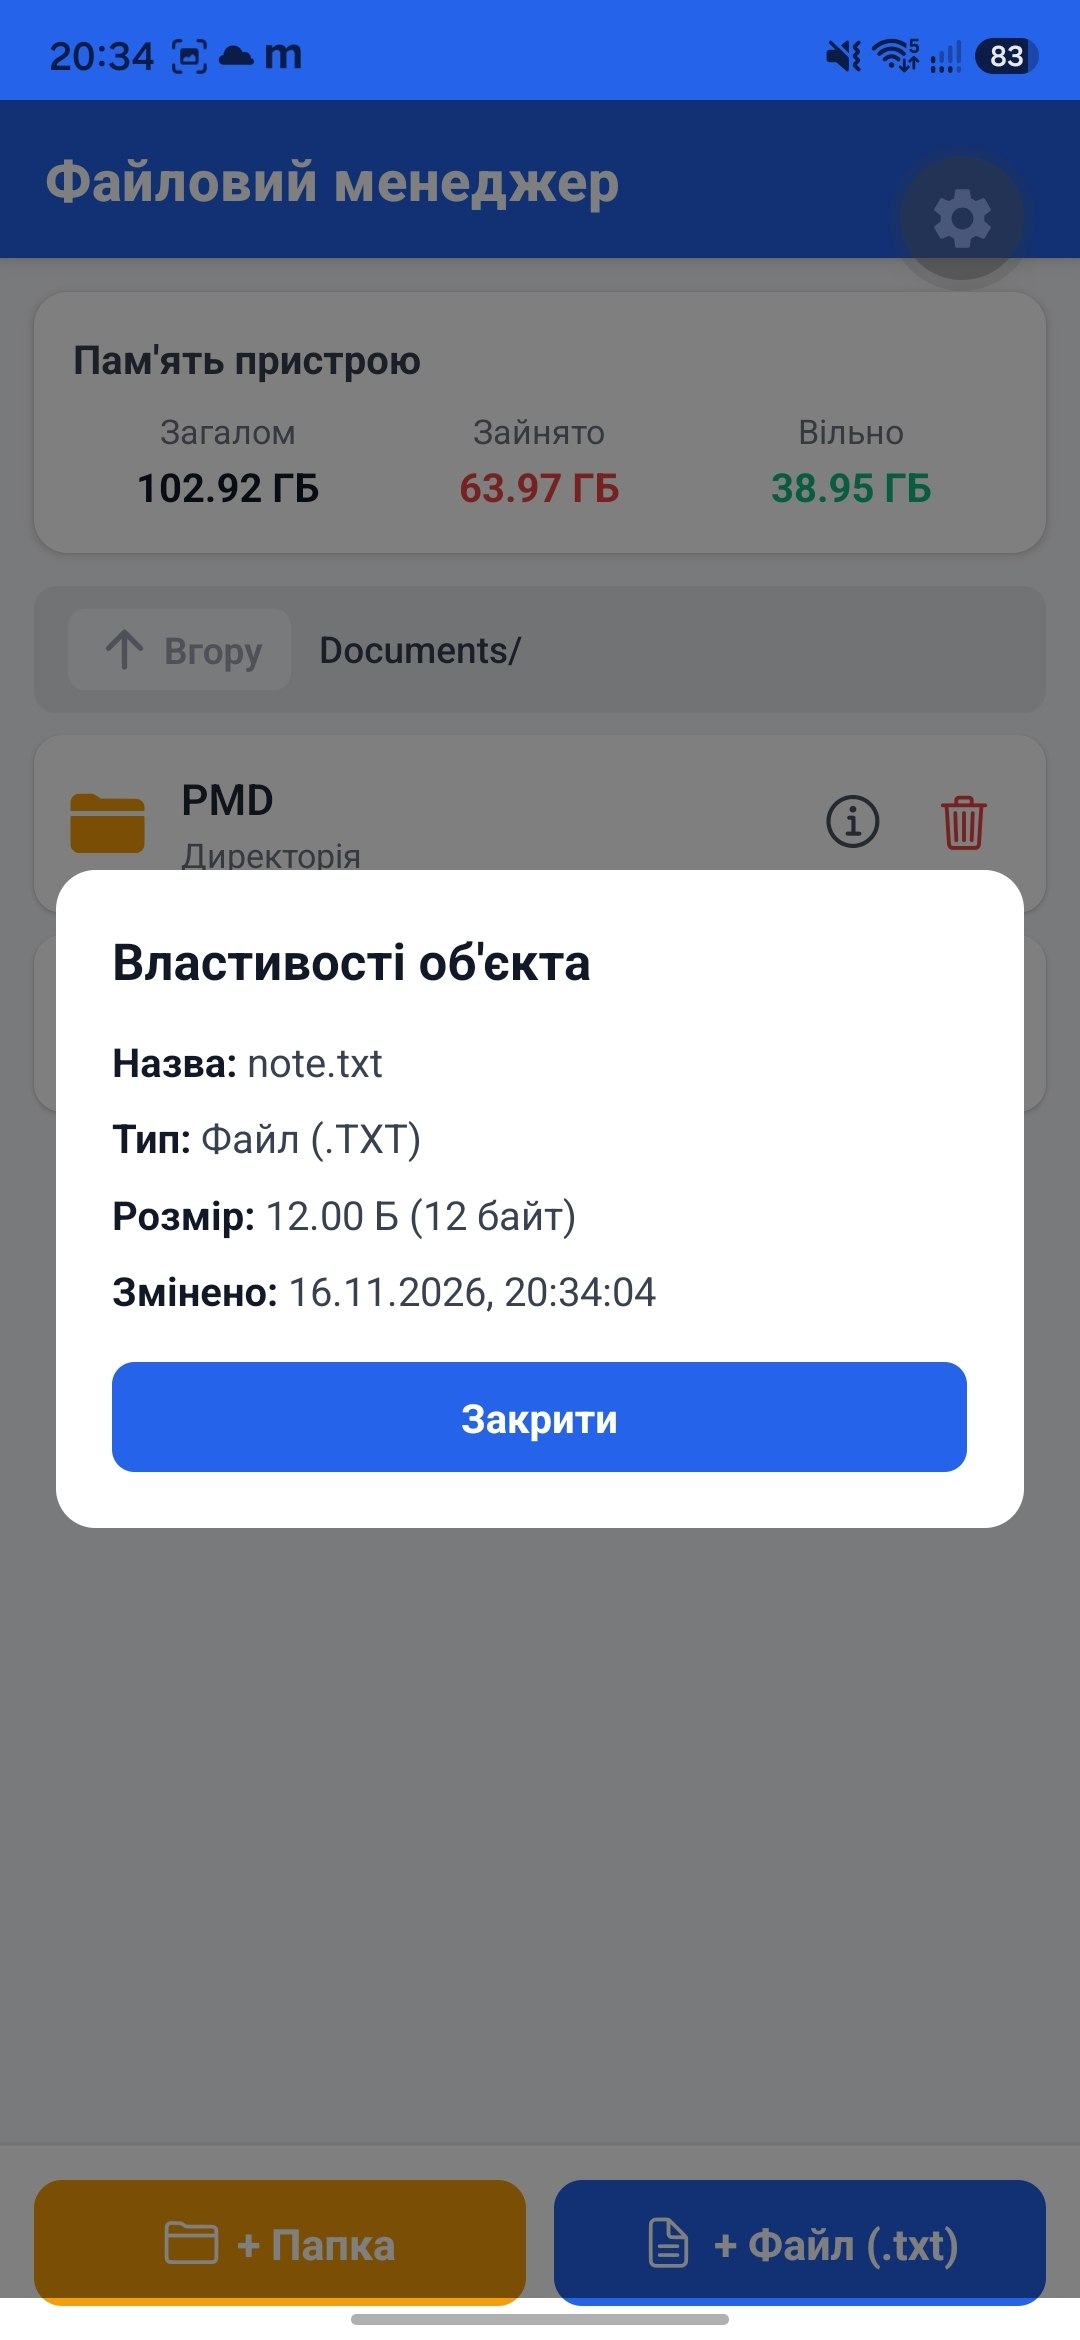 20:34 m 5 83
Файловий менеджер
Пам'ять пристрою
Загалом Зайнято Вільно
102.92 ГБ 63.97 ГБ 38.95 ГБ
Вгору Documents/
PMD
Директорія
Властивості об'єкта
Назва: note.txt
Тип: Файл (.TXT)
Розмір: 12.00 Б (12 байт)
Змінено: 16.11.2026, 20:34:04
Закрити
+ Папка + Файл (.txt)